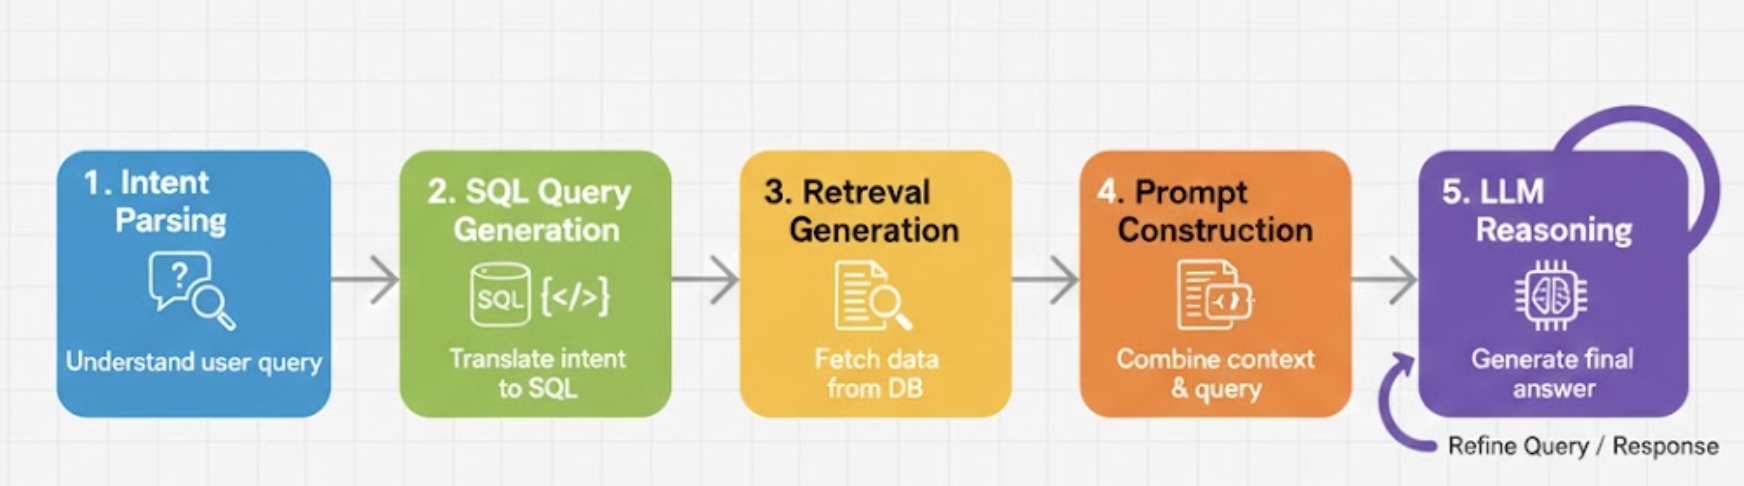 1. Intent
Parsing
?
Understand user query
2. SQL Query
Generation
SQL {</>}
Translate intent
to SQL
3. Retreval
Generation
Fetch data
from DB
4. Prompt
Construction
Combine context
& query
5. LLM
Reasoning
Generate final
answer
Refine Query / Response